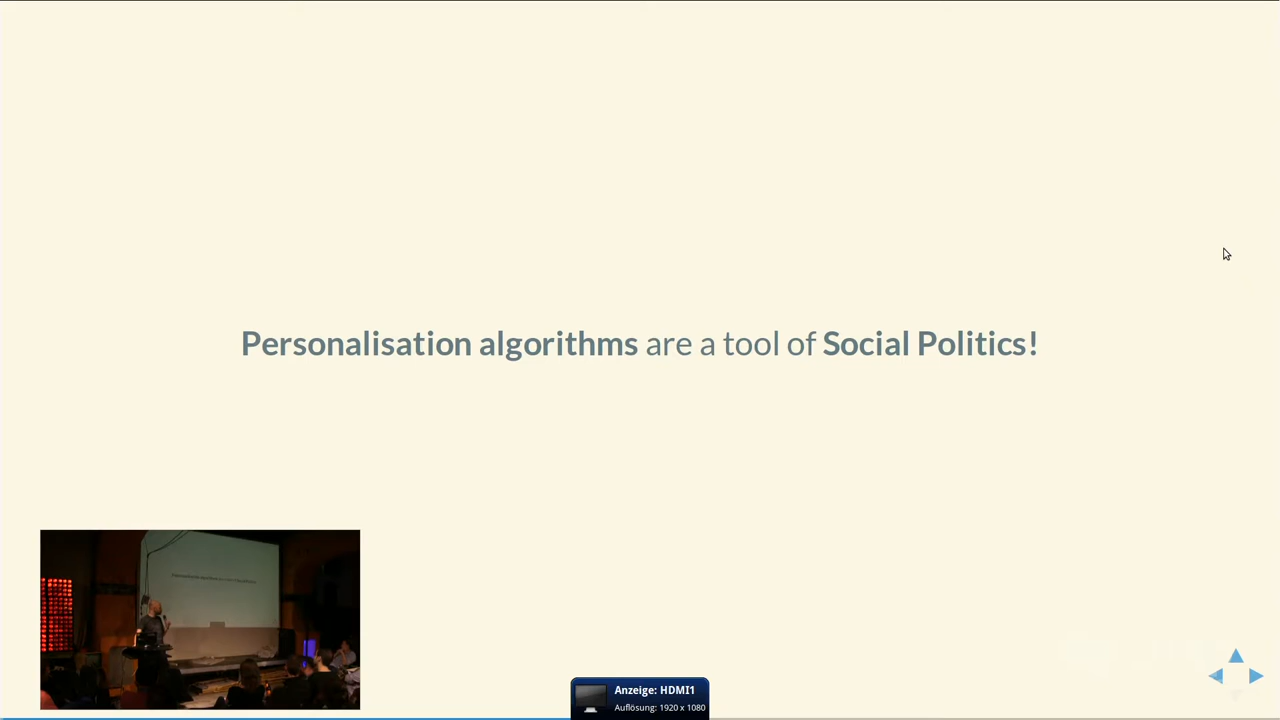 Personalisation algorithms are a tool of Social Politics!
Anzeige: HDMI1
Auflösung: 1920 x 1080